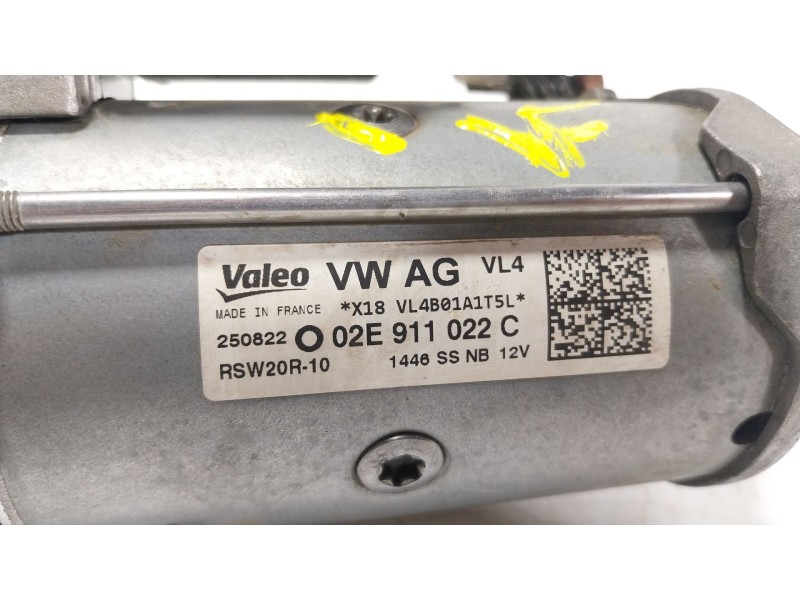 Valeo VW AG VL4
MADE IN FRANCE *X18 VL4B01A1T5L*
250822 O 02E 911 022 C
RSW20R-10 1446 SS NB 12V